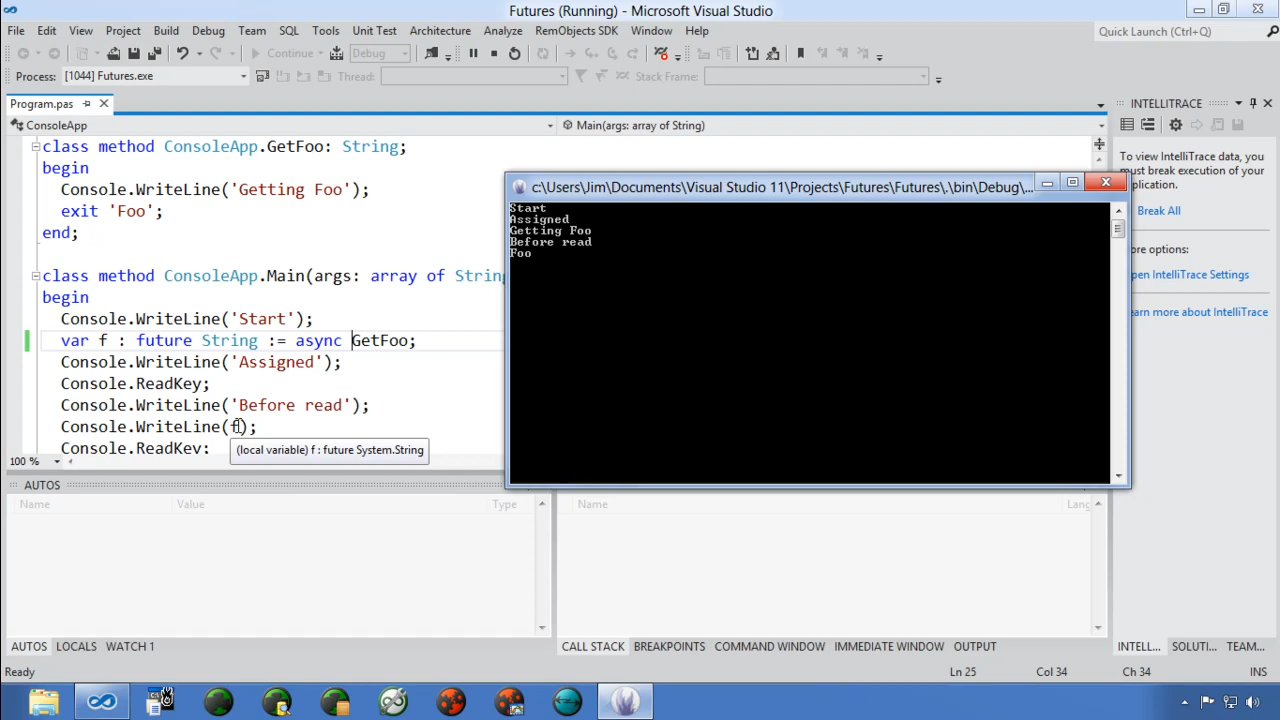 Futures (Running) - Microsoft Visual Studio
File Edit View Project Build Debug Team SQL Tools Unit Test Architecture Analyze RemObjects SDK Window Help
Quick Launch (Ctrl+Q)
Continue Debug
Process: [1044] Futures.exe Thread: Stack Frame:
Program.pas
ConsoleApp Main(args: array of String)
class method ConsoleApp.GetFoo: String;
begin
Console.WriteLine('Getting Foo');
exit 'Foo';
end;
class method ConsoleApp.Main(args: array of String
begin
Console.WriteLine('Start');
var f : future String := async GetFoo;
Console.WriteLine('Assigned');
Console.ReadKey;
Console.WriteLine('Before read');
Console.WriteLine(f);
Console.ReadKey;
(local variable) f : future System.String
100 %
c:\Users\Jim\Documents\Visual Studio 11\Projects\Futures\Futures\.\bin\Debug\...
Start
Assigned
Getting Foo
Before read
Foo
INTELLITRACE
To view IntelliTrace data, you
must break execution of your
pplication.
Break All
ore options:
pen IntelliTrace Settings
earn more about IntelliTrace
AUTOS
Name Value Type
Name Lang
AUTOS LOCALS WATCH 1
CALL STACK BREAKPOINTS COMMAND WINDOW IMMEDIATE WINDOW OUTPUT
INTELL... SOLUTI... TEAM...
Ready Ln 25 Col 34 Ch 34 INS